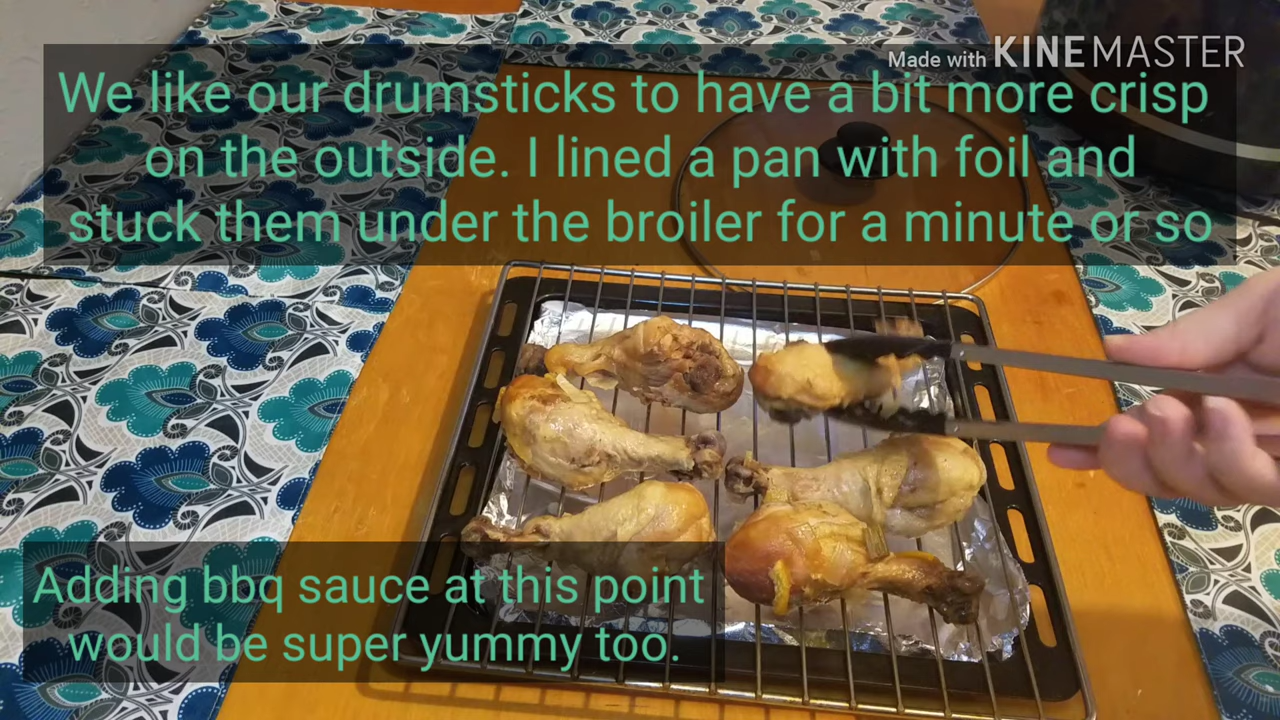 Made with KINEMASTER
We like our drumsticks to have a bit more crisp
on the outside. I lined a pan with foil and
stuck them under the broiler for a minute or so
Adding bbq sauce at this point
would be super yummy too.